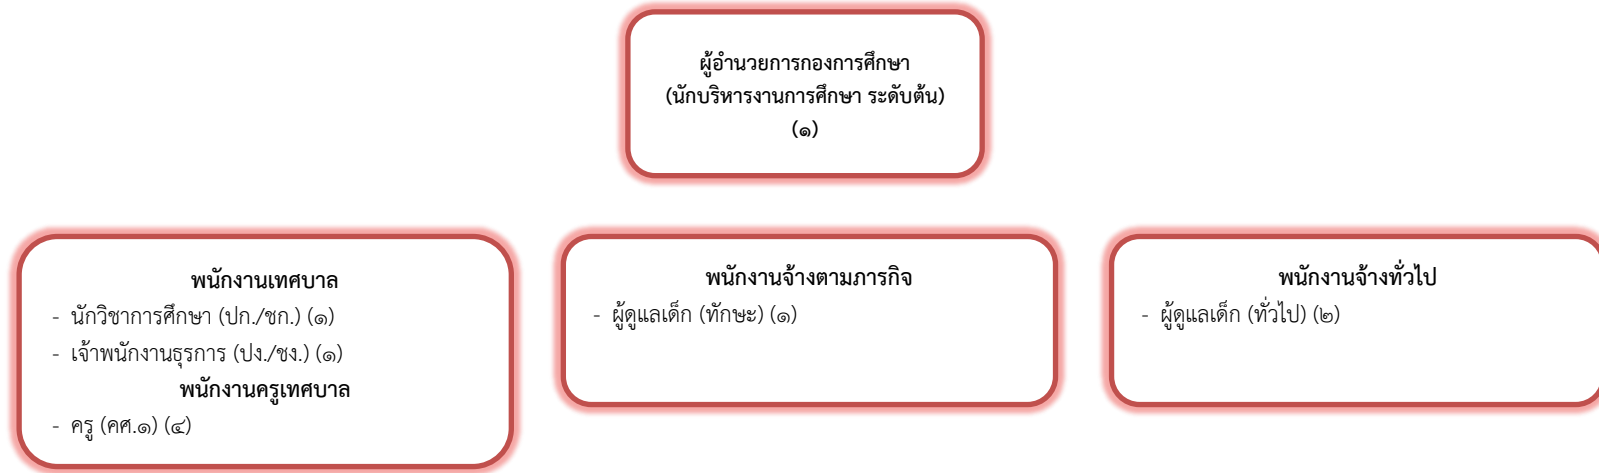 ผู้อำนวยการกองการศึกษา
(นักบริหารงานการศึกษา ระดับต้น)
(๑)
พนักงานเทศบาล
- นักวิชาการศึกษา (ปก./ชก.) (๑)
- เจ้าพนักงานธุรการ (ปง./ชง.) (๑)
พนักงานครูเทศบาล
- ครู (คศ.๑) (๔)
พนักงานจ้างตามภารกิจ
- ผู้ดูแลเด็ก (ทักษะ) (๑)
พนักงานจ้างทั่วไป
- ผู้ดูแลเด็ก (ทั่วไป) (๒)